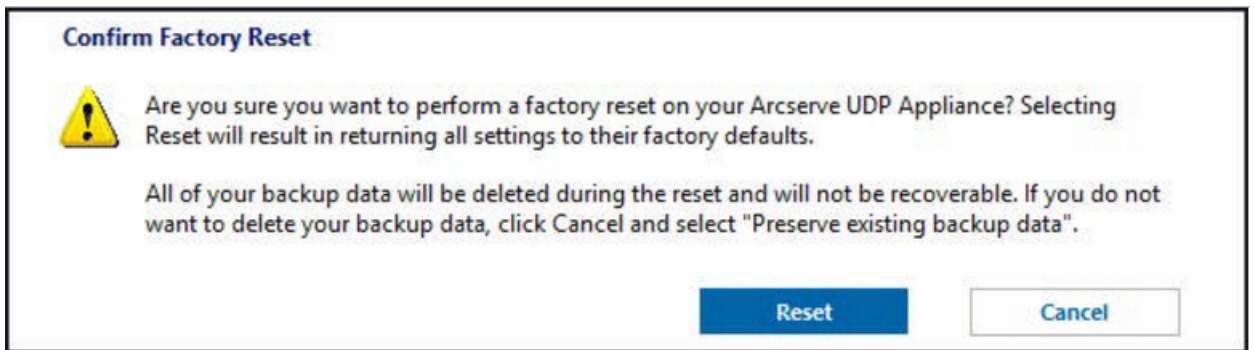 Confirm Factory Reset
Are you sure you want to perform a factory reset on your Arcserve UDP Appliance? Selecting
Reset will result in returning all settings to their factory defaults.
All of your backup data will be deleted during the reset and will not be recoverable. If you do not
want to delete your backup data, click Cancel and select "Preserve existing backup data".
Reset
Cancel